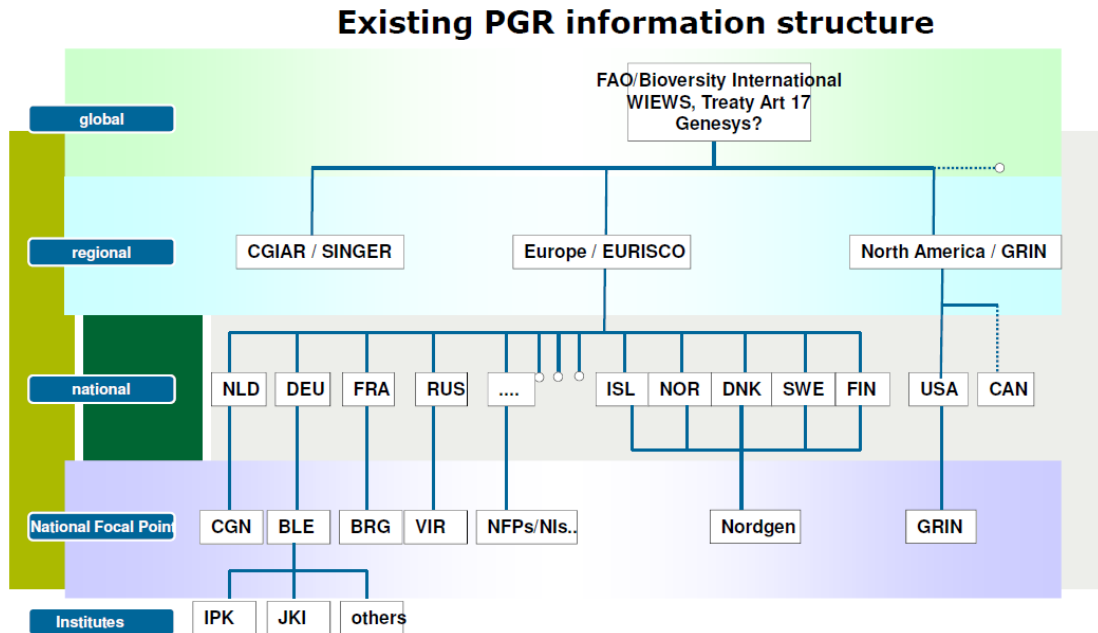 Existing PGR information structure
FAO/Bioversity International
WIEWS, Treaty Art 17
Genesys?
global
regional
CGIAR / SINGER
Europe / EURISCO
North America / GRIN
national
NLD
DEU
FRA
RUS
....
ISL
NOR
DNK
SWE
FIN
USA
CAN
National Focal Point
CGN
BLE
BRG
VIR
NFPs/NIs..
Nordgen
GRIN
Institutes
IPK
JKI
others